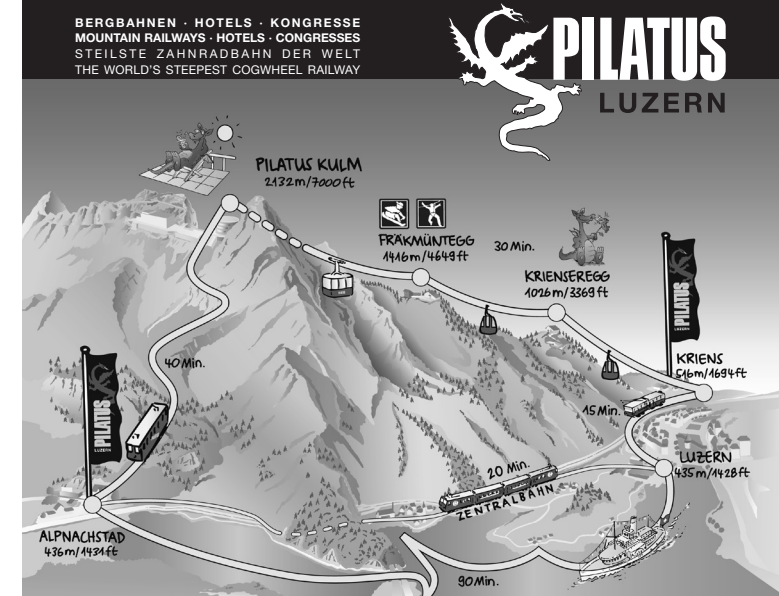 BERGBAHNEN · HOTELS · KONGRESSE
MOUNTAIN RAILWAYS · HOTELS · CONGRESSES
STEILSTE ZAHNRADBAHN DER WELT
THE WORLD'S STEEPEST COGWHEEL RAILWAY
PILATUS
LUZERN
PILATUS KULM
2132m/7000ft
FRÄKMÜNTEGG
1416m/4649ft
30 Min.
KRIENSEREGG
1026m/3369ft
PILATUS
LUZERN
KRIENS
516m/1694ft
40 Min.
15 Min.
PILATUS
LUZERN
LUZERN
435m/1428ft
20 Min.
ZENTRALBAHN
ALPNACHSTAD
436m/1431ft
90 Min.